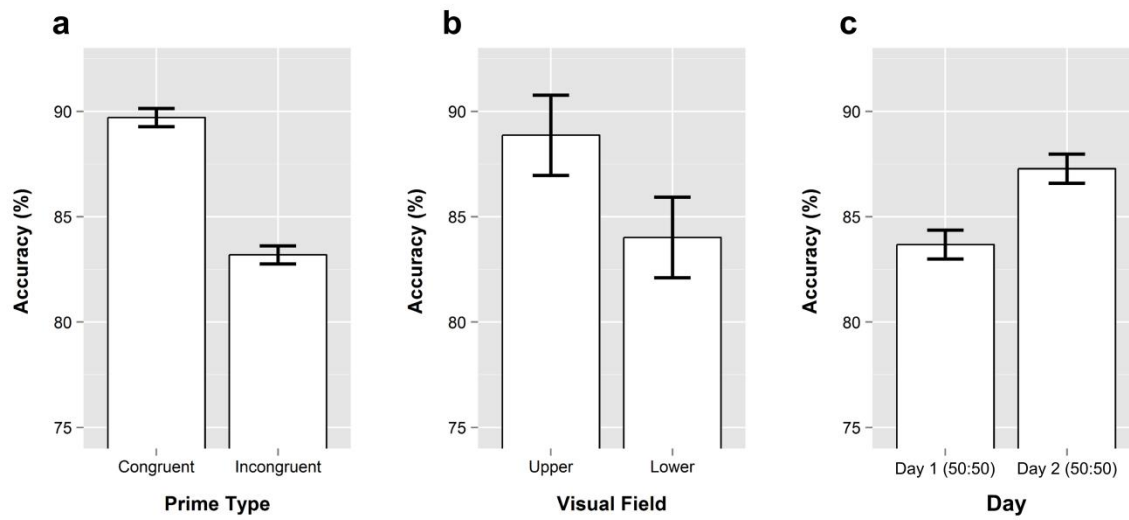 a
Accuracy (%)
90
85
80
75
Congruent Incongruent
Prime Type
b
Accuracy (%)
90
85
80
75
Upper Lower
Visual Field
c
Accuracy (%)
90
85
80
75
Day 1 (50:50) Day 2 (50:50)
Day